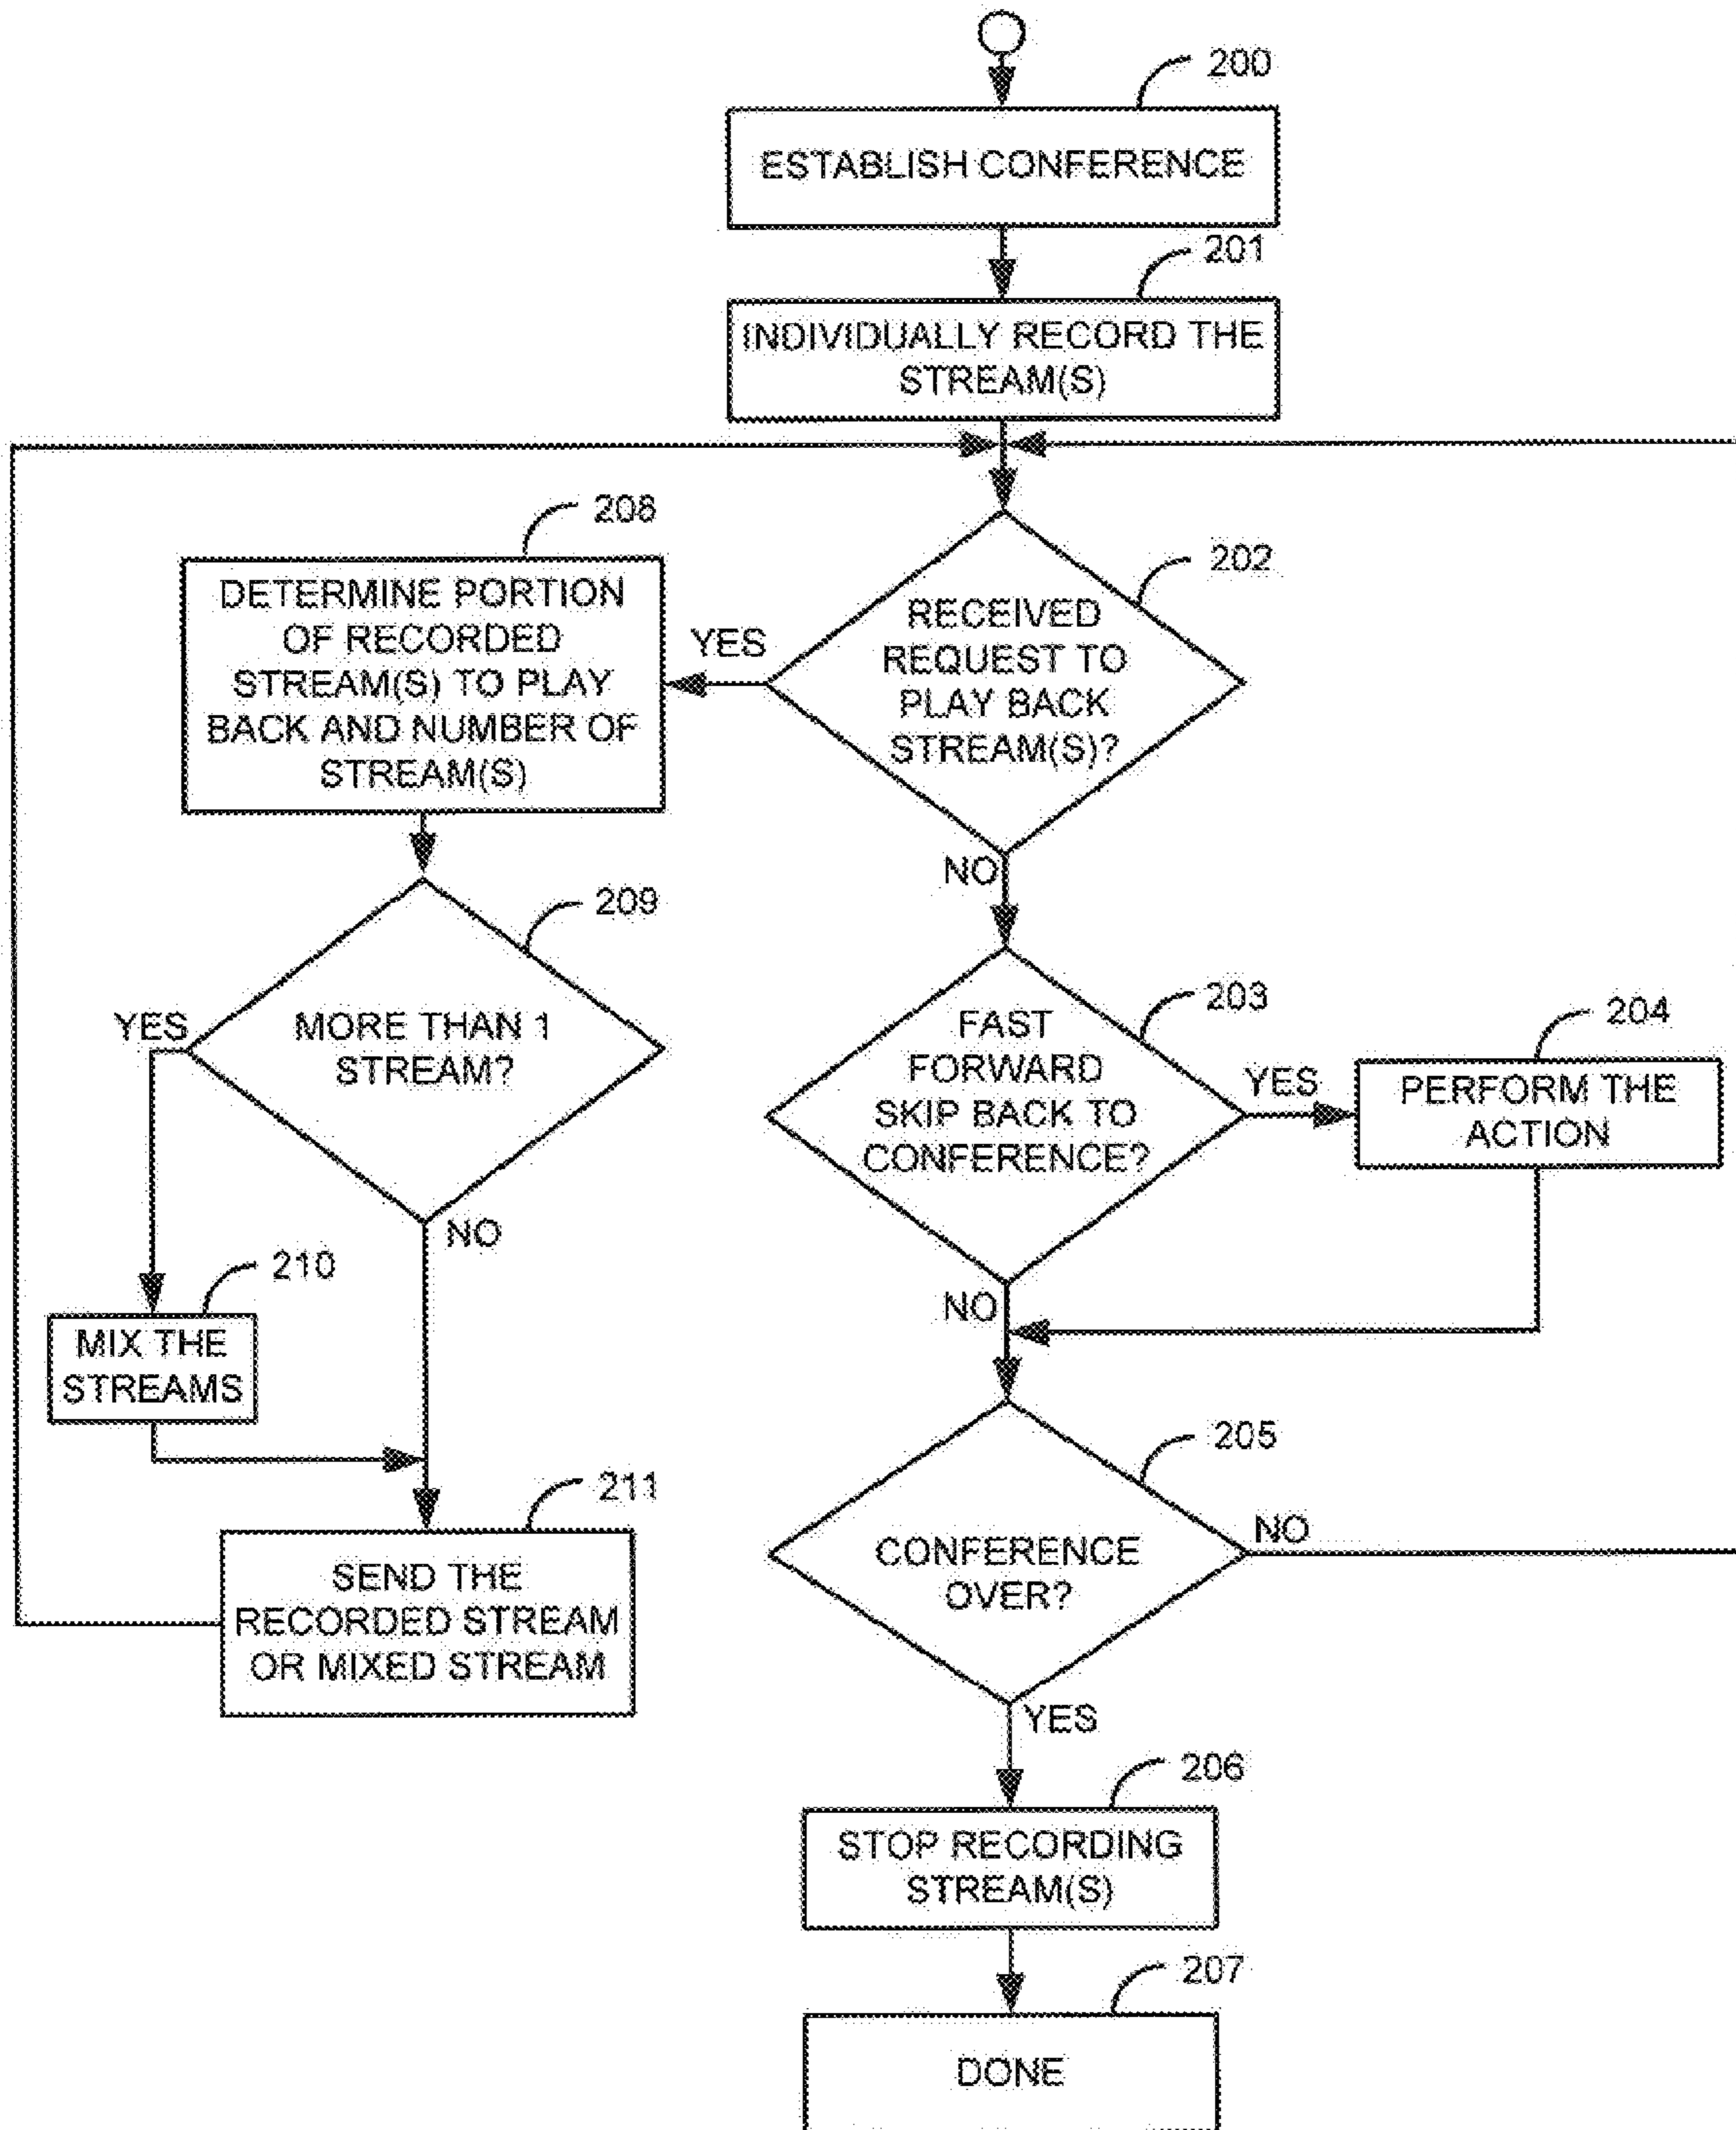 200
ESTABLISH CONFERENCE
201
INDIVIDUALLY RECORD THE
STREAM(S)
208
DETERMINE PORTION
OF RECORDED
STREAM(S) TO PLAY
BACK AND NUMBER OF
STREAM(S)
YES
202
RECEIVED
REQUEST TO
PLAY BACK
STREAM(S)?
NO
209
MORE THAN 1
STREAM?
YES
NO
203
FAST
FORWARD
SKIP BACK TO
CONFERENCE?
YES
204
PERFORM THE
ACTION
NO
210
MIX THE
STREAMS
211
SEND THE
RECORDED STREAM
OR MIXED STREAM
205
CONFERENCE
OVER?
NO
YES
206
STOP RECORDING
STREAM(S)
207
DONE